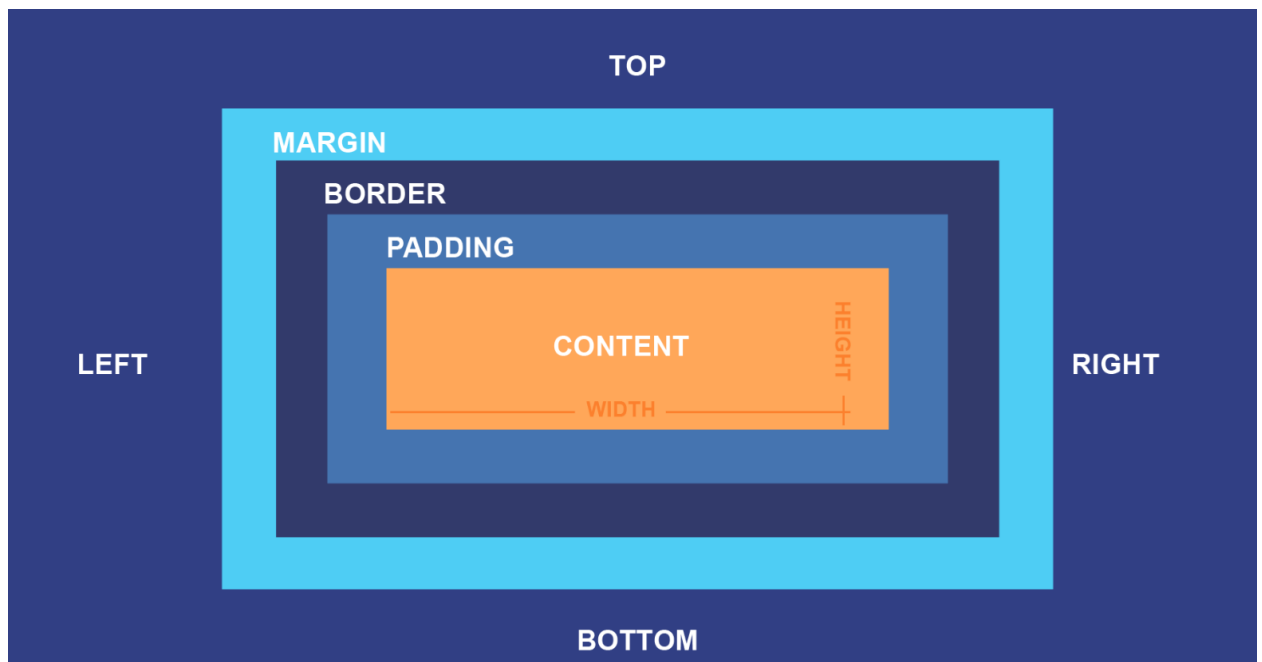 TOP
MARGIN
BORDER
PADDING
HEIGHT
CONTENT
LEFT
RIGHT
WIDTH
BOTTOM